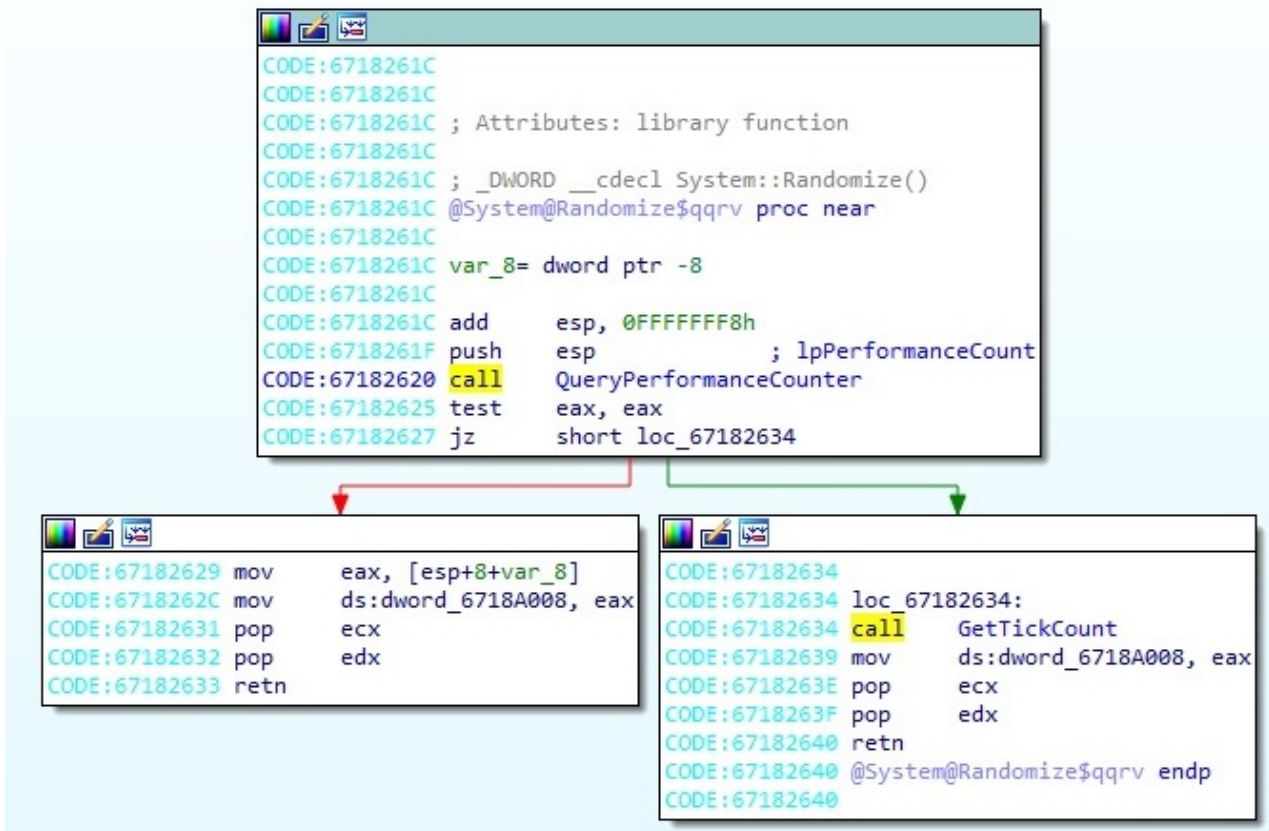 CODE:6718261C
CODE:6718261C
CODE:6718261C ; Attributes: library function
CODE:6718261C
CODE:6718261C ; _DWORD __cdecl System::Randomize()
CODE:6718261C @System@Randomize$qqrv proc near
CODE:6718261C
CODE:6718261C var_8= dword ptr -8
CODE:6718261C
CODE:6718261C add esp, 0FFFFFFF8h
CODE:6718261F push esp ; lpPerformanceCount
CODE:67182620 call QueryPerformanceCounter
CODE:67182625 test eax, eax
CODE:67182627 jz short loc_67182634
CODE:67182629 mov eax, [esp+8+var_8]
CODE:6718262C mov ds:dword_6718A008, eax
CODE:67182631 pop ecx
CODE:67182632 pop edx
CODE:67182633 retn
CODE:67182634
CODE:67182634 loc_67182634:
CODE:67182634 call GetTickCount
CODE:67182639 mov ds:dword_6718A008, eax
CODE:6718263E pop ecx
CODE:6718263F pop edx
CODE:67182640 retn
CODE:67182640 @System@Randomize$qqrv endp
CODE:67182640